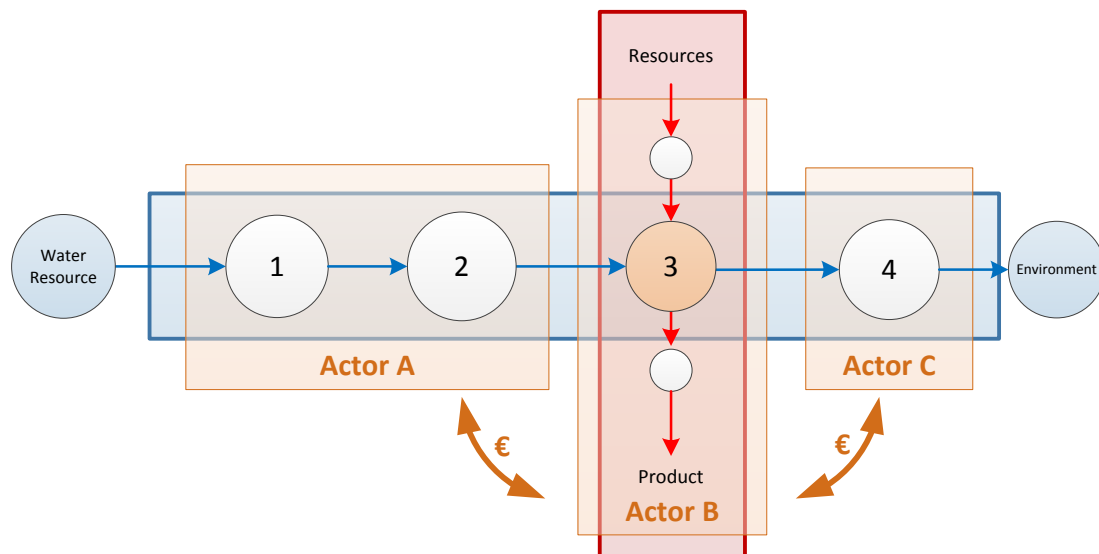 Resources
Water
Resource
1
2
3
4
Environment
Actor A
Actor C
€
€
Product
Actor B